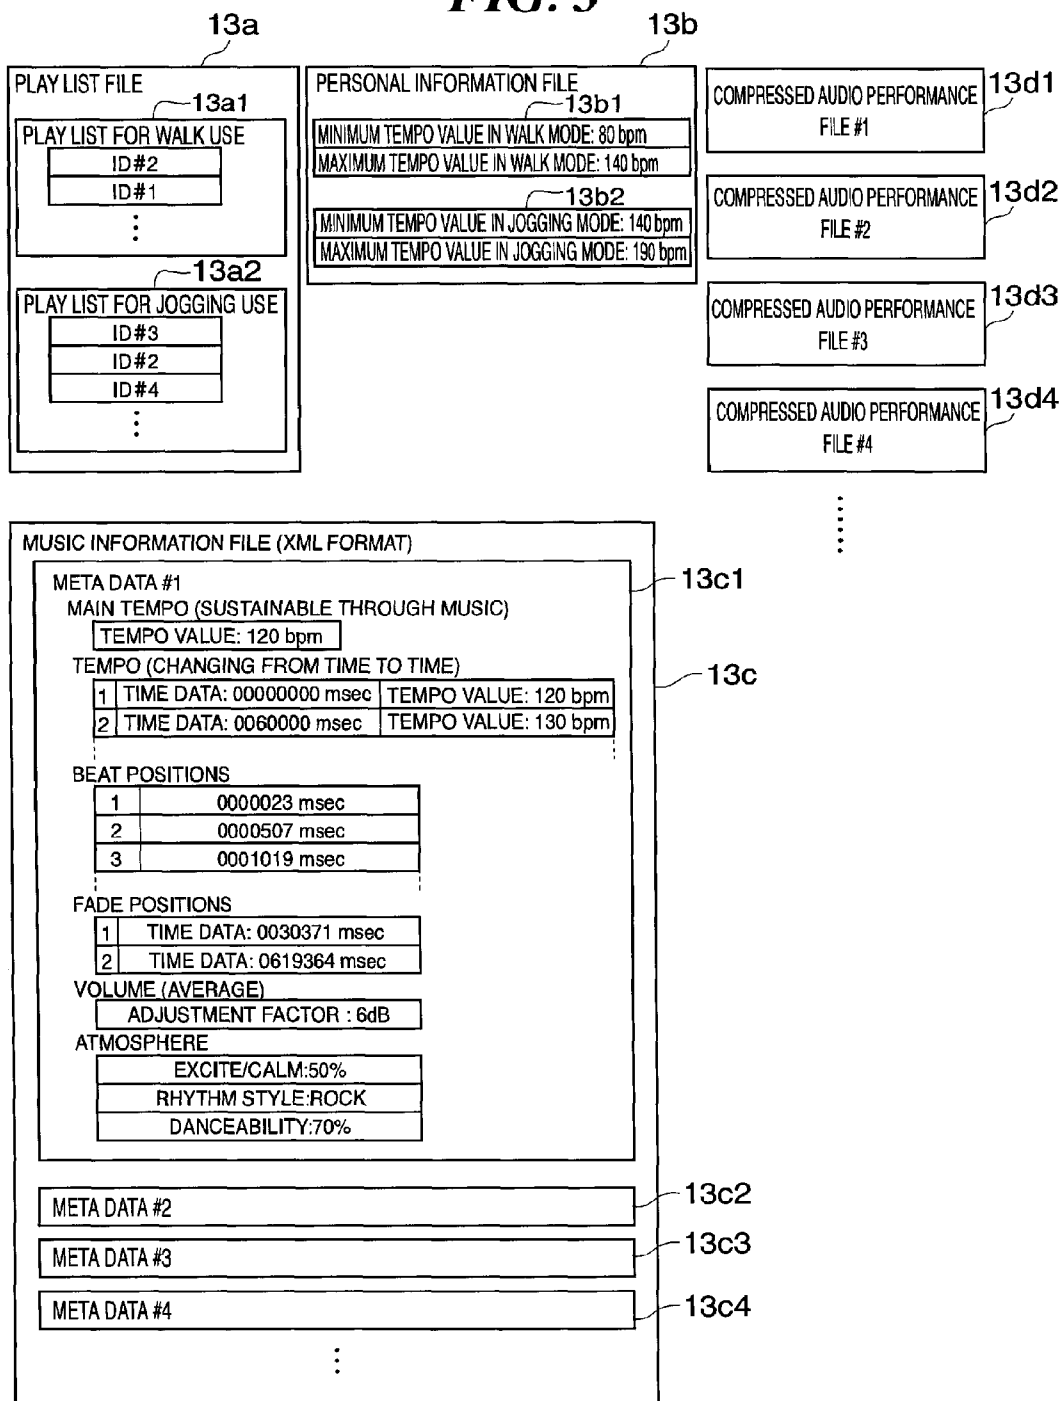 FIG. 3
13a
PLAY LIST FILE
13a1
PLAY LIST FOR WALK USE
ID#2
ID#1
13a2
PLAY LIST FOR JOGGING USE
ID#3
ID#2
ID#4
13b
PERSONAL INFORMATION FILE
13b1
MINIMUM TEMPO VALUE IN WALK MODE: 80 bpm
MAXIMUM TEMPO VALUE IN WALK MODE: 140 bpm
13b2
MINIMUM TEMPO VALUE IN JOGGING MODE: 140 bpm
MAXIMUM TEMPO VALUE IN JOGGING MODE: 190 bpm
COMPRESSED AUDIO PERFORMANCE
FILE #1
13d1
COMPRESSED AUDIO PERFORMANCE
FILE #2
13d2
COMPRESSED AUDIO PERFORMANCE
FILE #3
13d3
COMPRESSED AUDIO PERFORMANCE
FILE #4
13d4
MUSIC INFORMATION FILE (XML FORMAT)
13c
META DATA #1
13c1
MAIN TEMPO (SUSTAINABLE THROUGH MUSIC)
TEMPO VALUE: 120 bpm
TEMPO (CHANGING FROM TIME TO TIME)
1 TIME DATA: 00000000 msec TEMPO VALUE: 120 bpm
2 TIME DATA: 0060000 msec TEMPO VALUE: 130 bpm
BEAT POSITIONS
1 0000023 msec
2 0000507 msec
3 0001019 msec
FADE POSITIONS
1 TIME DATA: 0030371 msec
2 TIME DATA: 0619364 msec
VOLUME (AVERAGE)
ADJUSTMENT FACTOR : 6dB
ATMOSPHERE
EXCITE/CALM:50%
RHYTHM STYLE:ROCK
DANCEABILITY:70%
META DATA #2
13c2
META DATA #3
13c3
META DATA #4
13c4